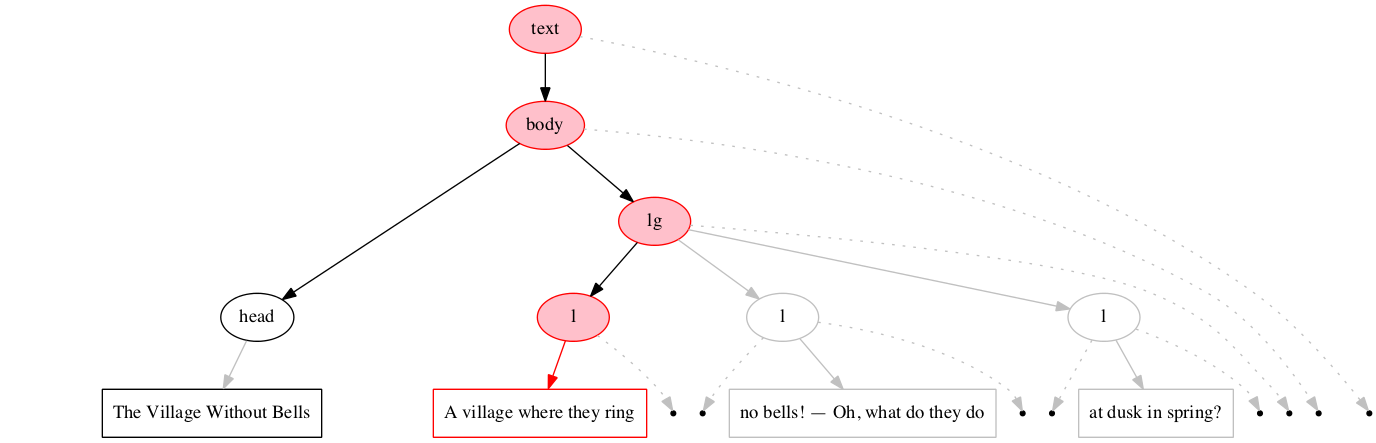 text
body
lg
head
l
l
l
The Village Without Bells
A village where they ring
no bells! — Oh, what do they do
at dusk in spring?